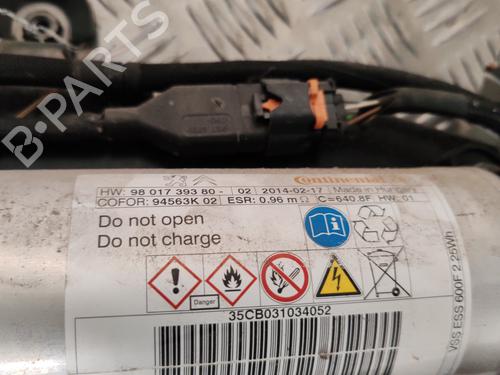 Continental
HW: 98 017 393 80 - 02 2014-02-17 Made in Hungary
COFOR: 94563K 02 ESR: 0.96 mΩ C=640.8F HW: 01
Do not open
Do not charge
Danger
35CB031034052
VSS ESS 600F 2.25Wh